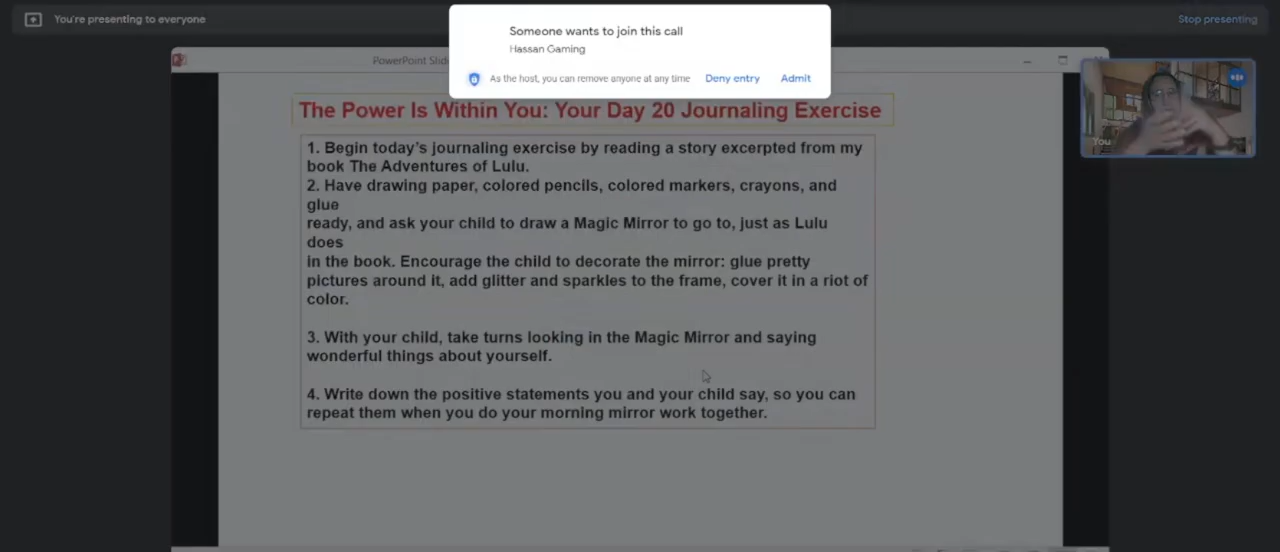 You're presenting to everyone
Stop presenting
Someone wants to join this call
Hassan Gaming
As the host, you can remove anyone at any time
Deny entry
Admit
PowerPoint Slid
The Power Is Within You: Your Day 20 Journaling Exercise
1. Begin today's journaling exercise by reading a story excerpted from my
book The Adventures of Lulu.
2. Have drawing paper, colored pencils, colored markers, crayons, and
glue
ready, and ask your child to draw a Magic Mirror to go to, just as Lulu
does
in the book. Encourage the child to decorate the mirror: glue pretty
pictures around it, add glitter and sparkles to the frame, cover it in a riot of
color.
3. With your child, take turns looking in the Magic Mirror and saying
wonderful things about yourself.
4. Write down the positive statements you and your child say, so you can
repeat them when you do your morning mirror work together.
You